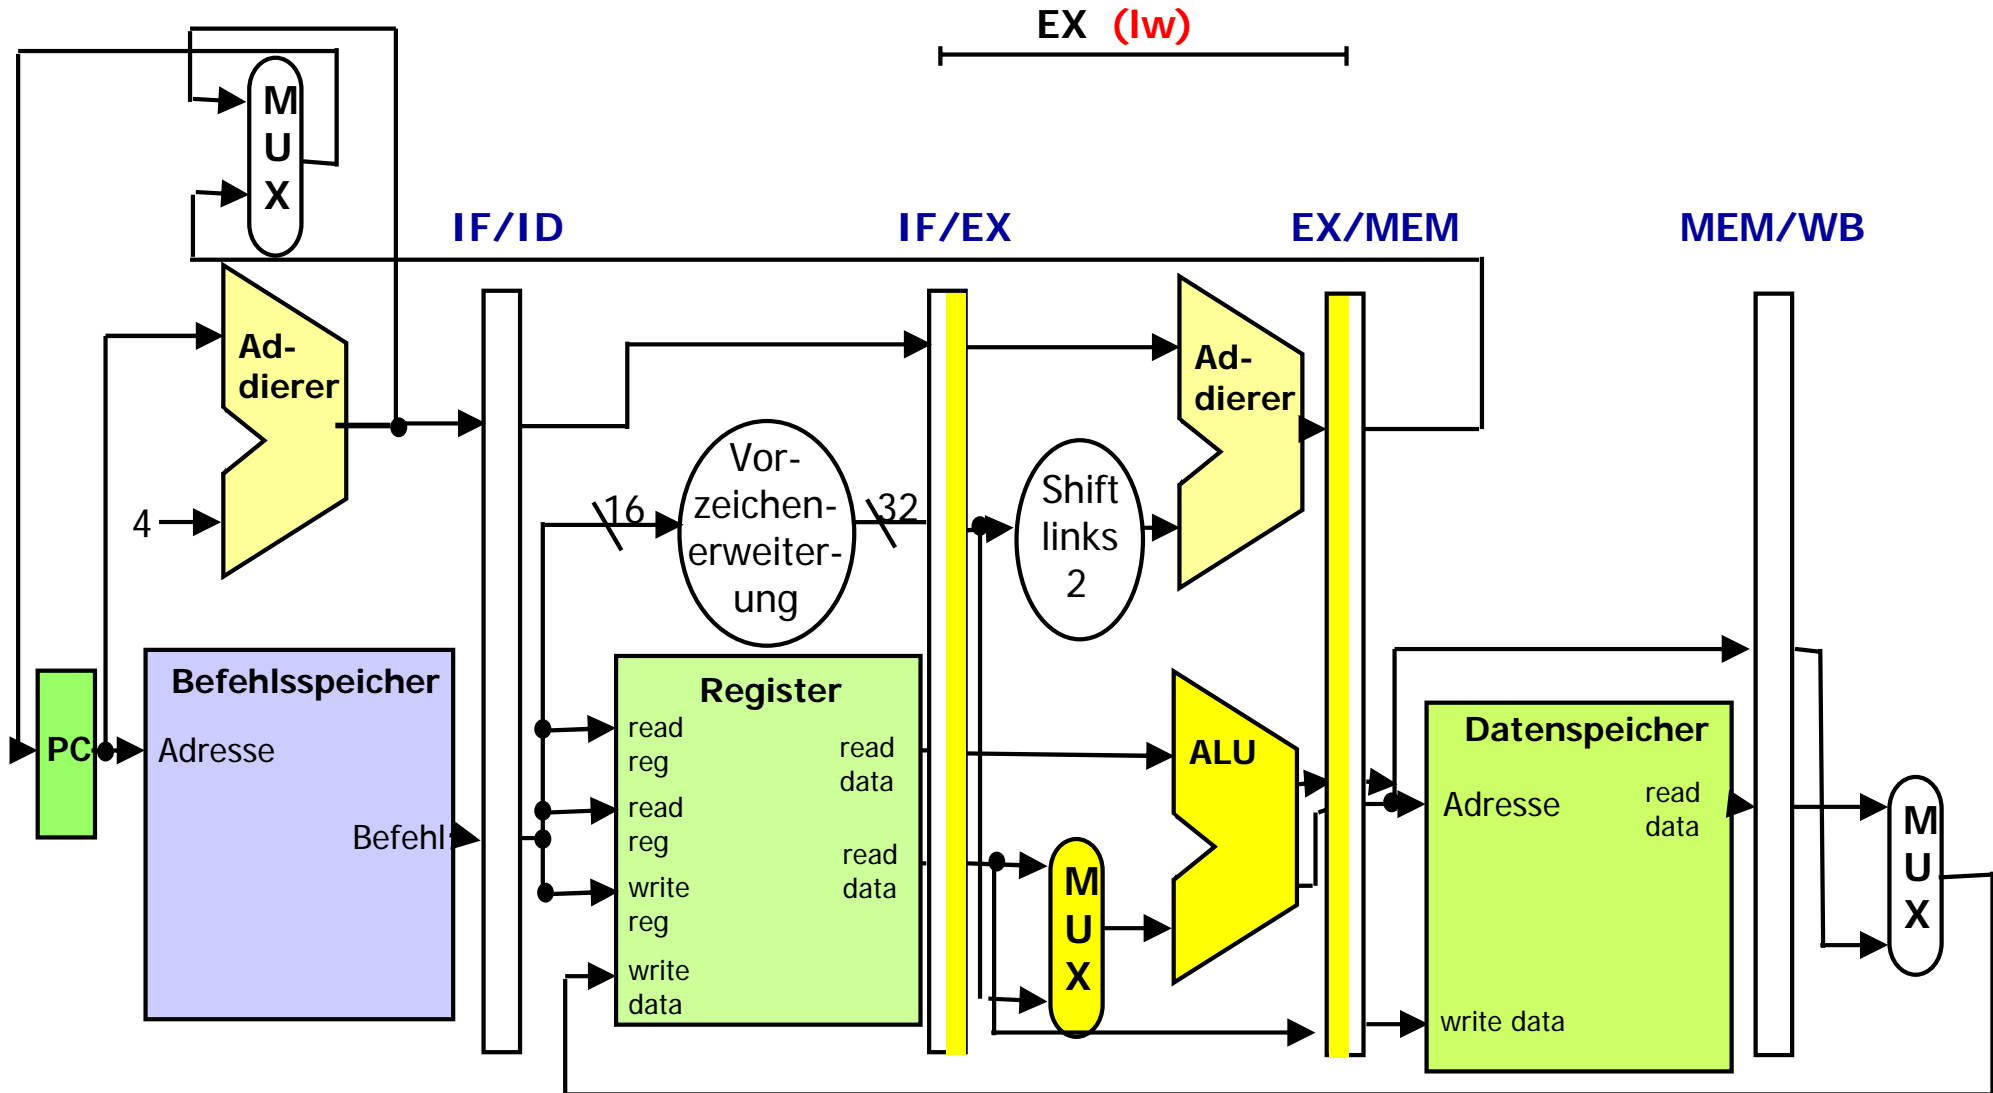 EX (lw)
M
U
X
IF/ID
IF/EX
EX/MEM
MEM/WB
Ad-
dierer
4
16
Vor-
zeichen-
erweiter-
ung
32
Shift
links
2
Ad-
dierer
PC
Befehlsspeicher
Adresse
Befehl
Register
read
reg
read
reg
write
reg
write
data
read
data
read
data
M
U
X
ALU
Datenspeicher
Adresse
read
data
write data
M
U
X